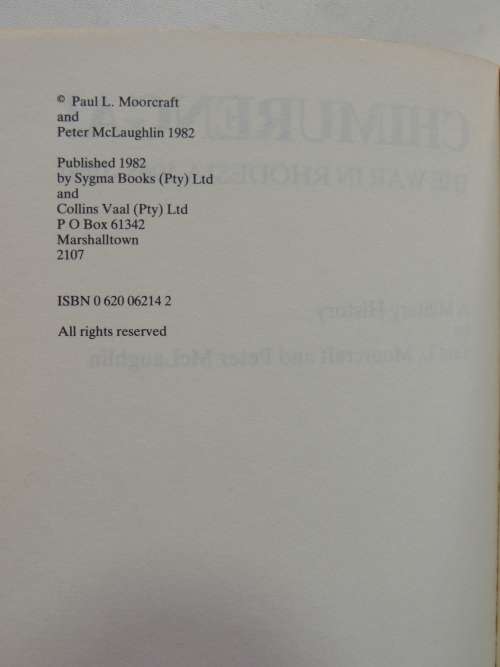 © Paul L. Moorcraft
and
Peter McLaughlin 1982
Published 1982
by Sygma Books (Pty) Ltd
and
Collins Vaal (Pty) Ltd
P O Box 61342
Marshalltown
2107
ISBN 0 620 06214 2
All rights reserved